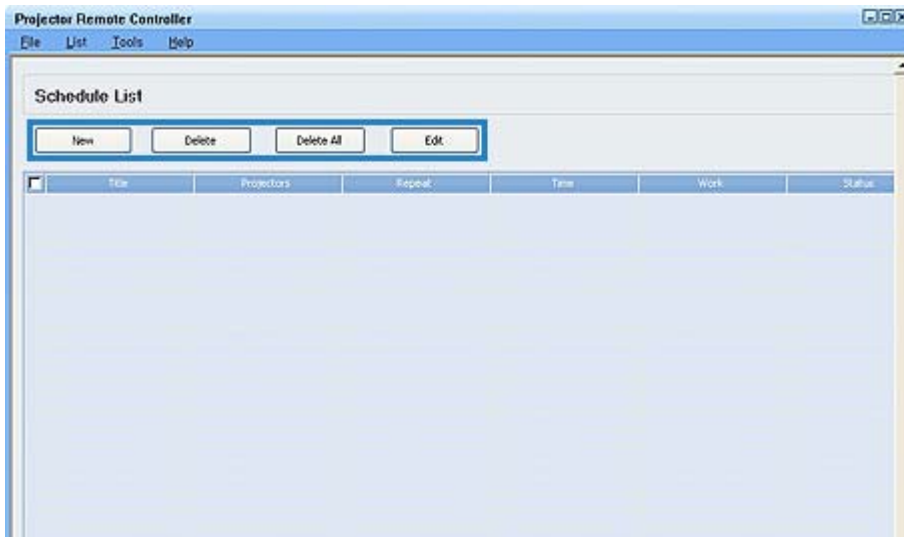 Projector Remote Controller
File List Tools Help
Schedule List
New Delete Delete All Edit
Title Projectors Repeat Time Work Status